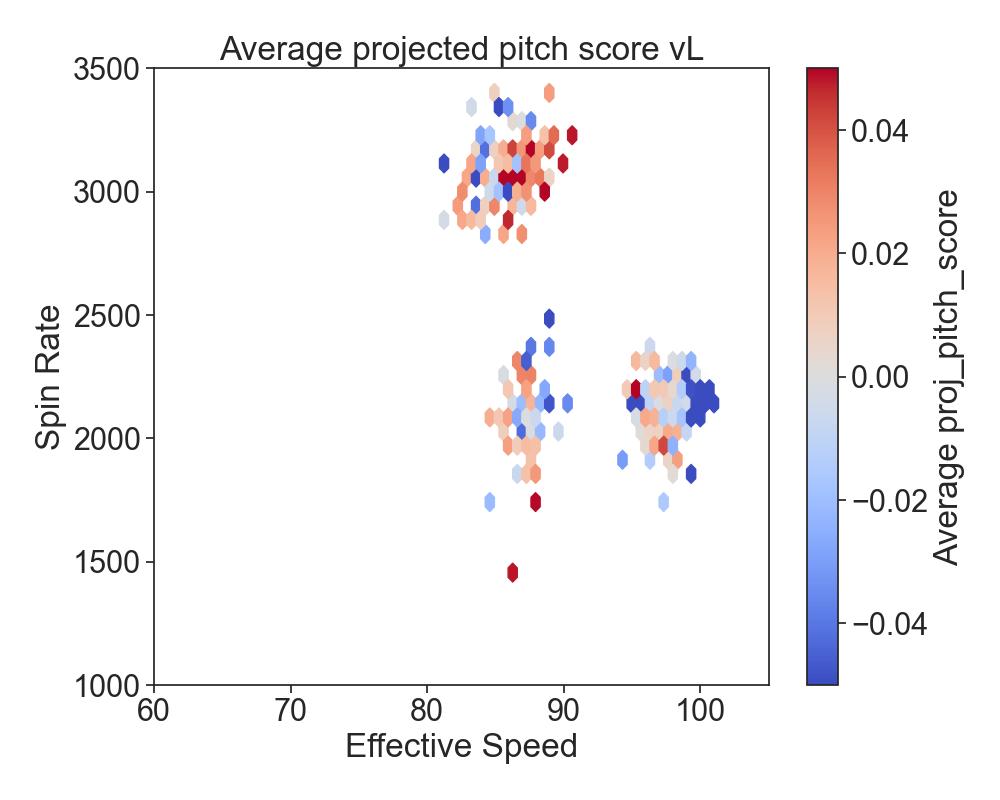 Average projected pitch score vL
3500
3000
2500
2000
1500
1000
Spin Rate
60 70 80 90 100
Effective Speed
0.04
0.02
0.00
−0.02
−0.04
Average proj_pitch_score